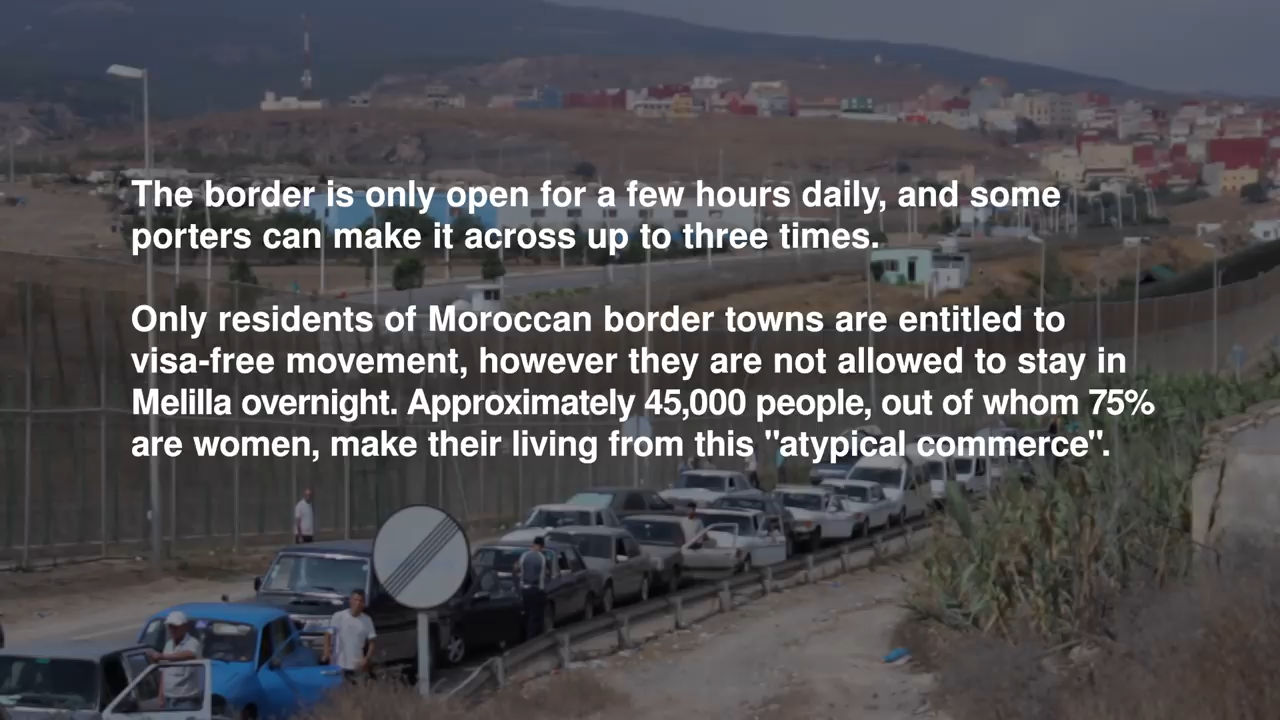 The border is only open for a few hours daily, and some
porters can make it across up to three times.
Only residents of Moroccan border towns are entitled to
visa-free movement, however they are not allowed to stay in
Melilla overnight. Approximately 45,000 people, out of whom 75%
are women, make their living from this "atypical commerce".